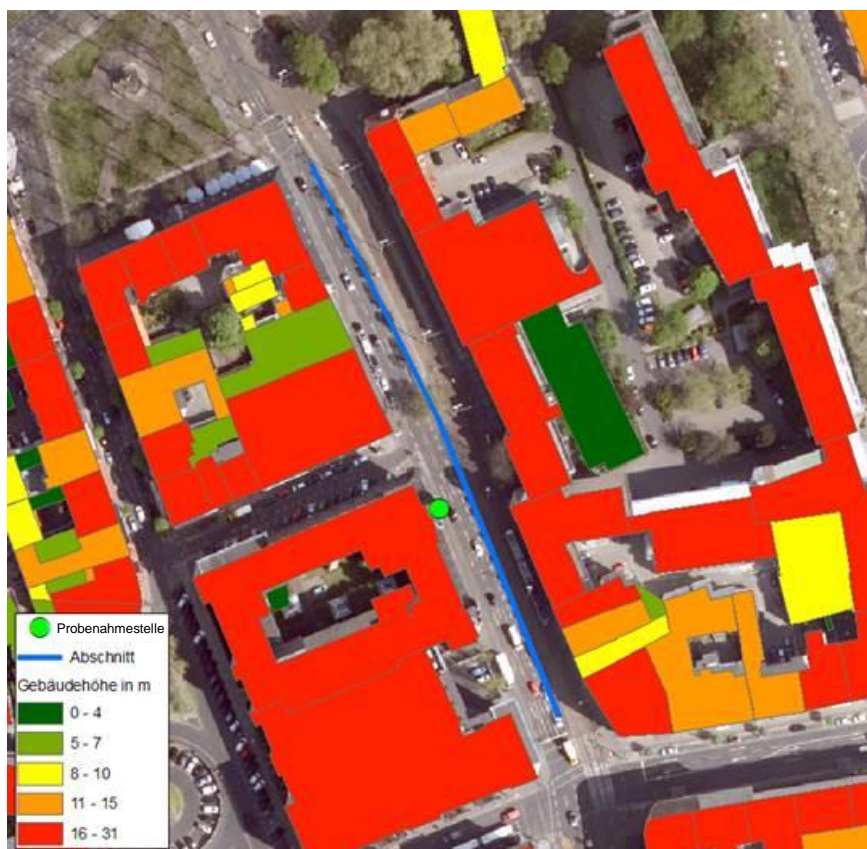 Probenahmestelle
Abschnitt
Gebäudehöhe in m
0 - 4
5 - 7
8 - 10
11 - 15
16 - 31